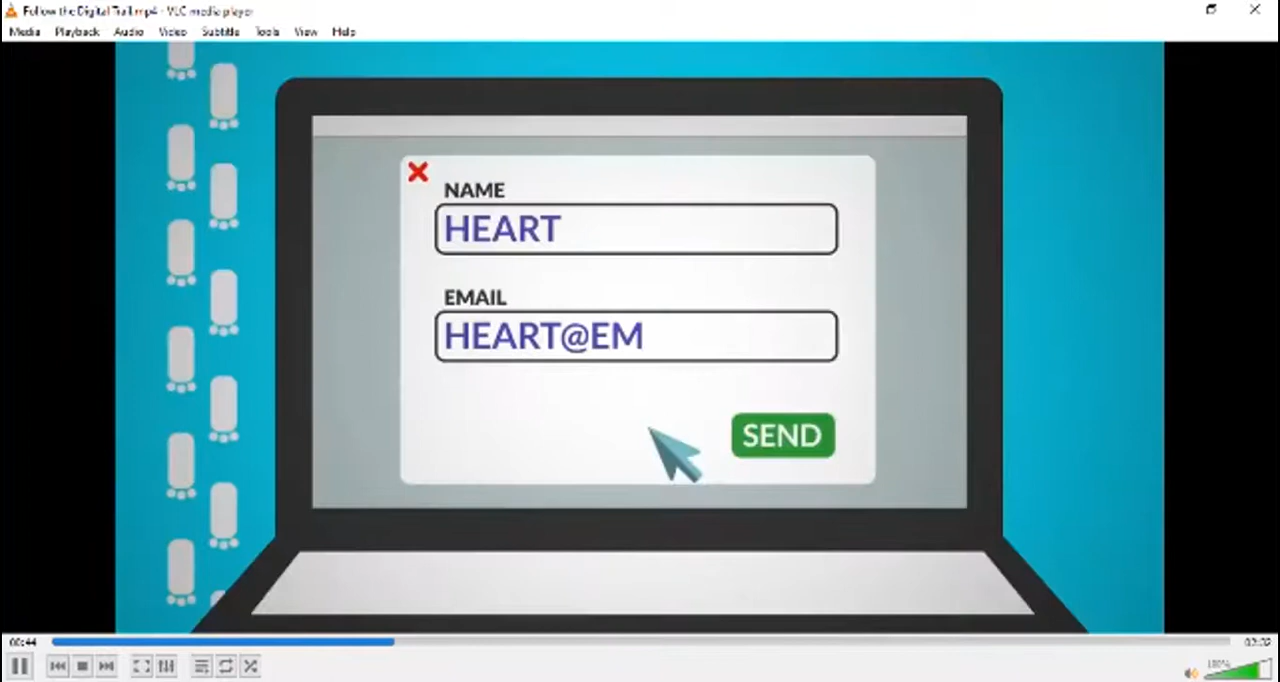 Follow the Digital Trail.mp4 - VLC media player
Media Playback Audio Video Subtitle Tools View Help
NAME
HEART
EMAIL
HEART@EM
SEND
00:44
02:32
100%